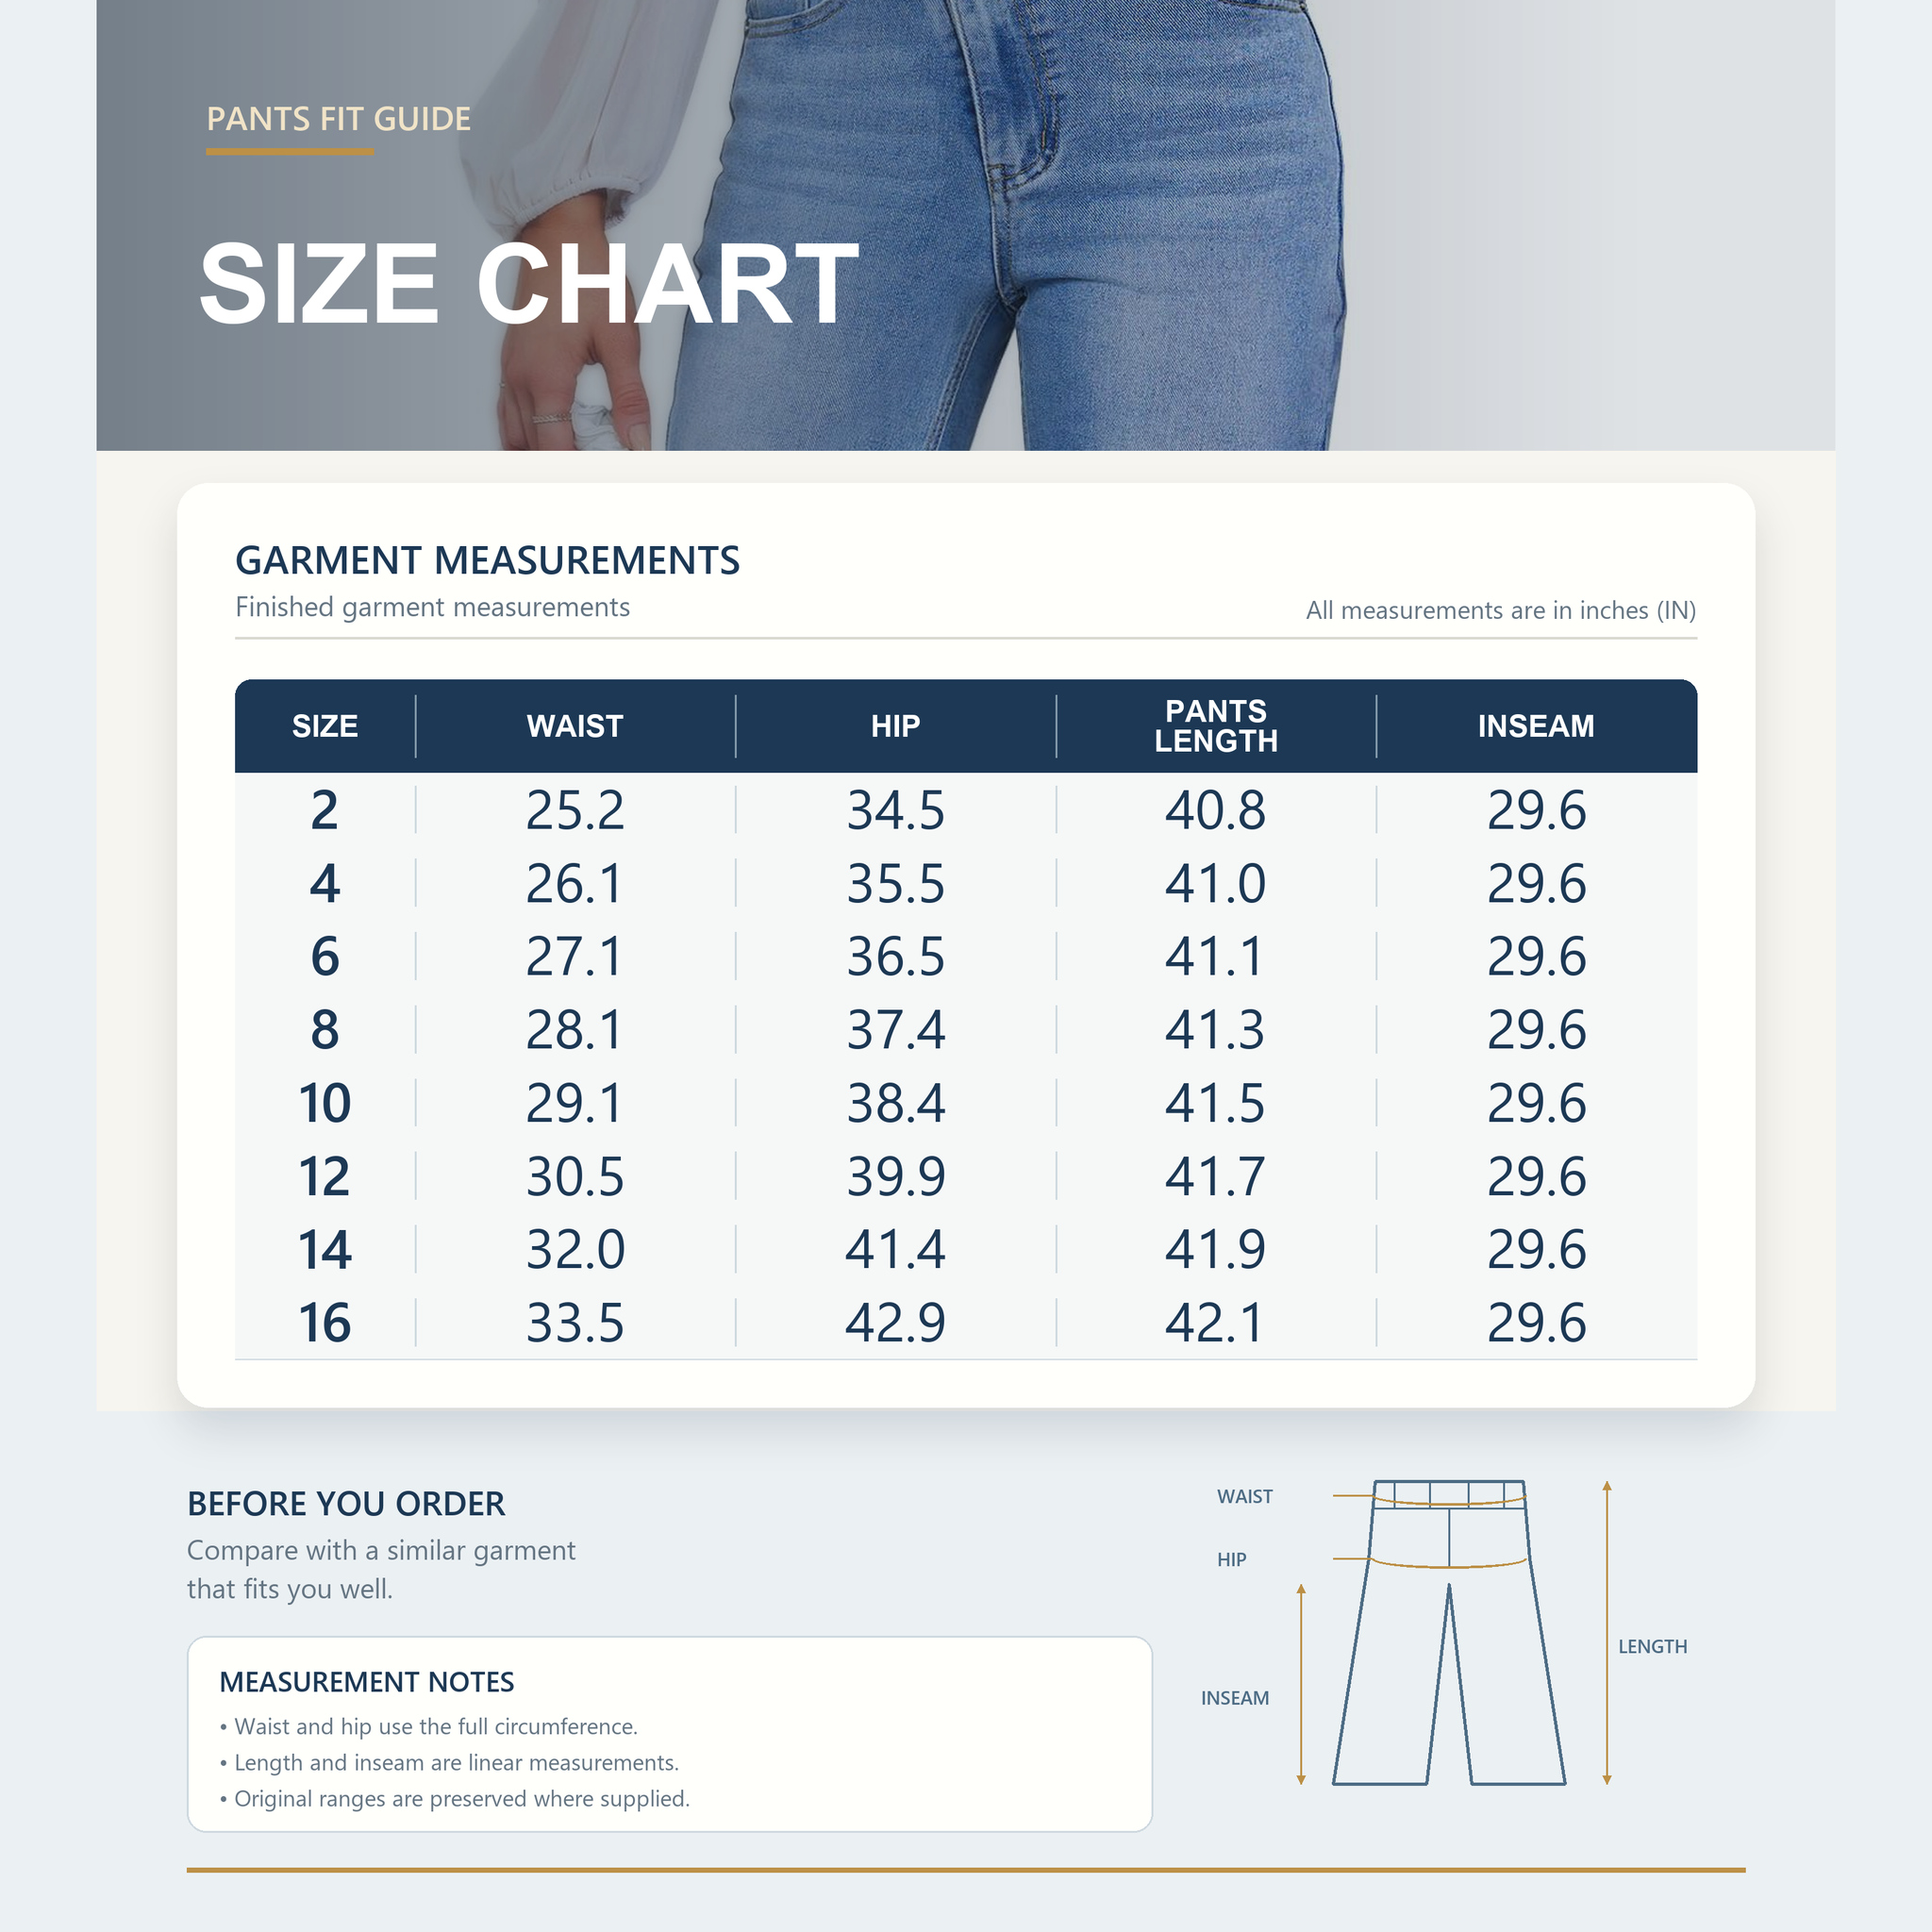 PANTS FIT GUIDE
SIZE CHART
GARMENT MEASUREMENTS
Finished garment measurements
All measurements are in inches (IN)
SIZE WAIST HIP PANTS LENGTH INSEAM
2 25.2 34.5 40.8 29.6
4 26.1 35.5 41.0 29.6
6 27.1 36.5 41.1 29.6
8 28.1 37.4 41.3 29.6
10 29.1 38.4 41.5 29.6
12 30.5 39.9 41.7 29.6
14 32.0 41.4 41.9 29.6
16 33.5 42.9 42.1 29.6
BEFORE YOU ORDER
Compare with a similar garment
that fits you well.
MEASUREMENT NOTES
• Waist and hip use the full circumference.
• Length and inseam are linear measurements.
• Original ranges are preserved where supplied.
WAIST
HIP
INSEAM
LENGTH